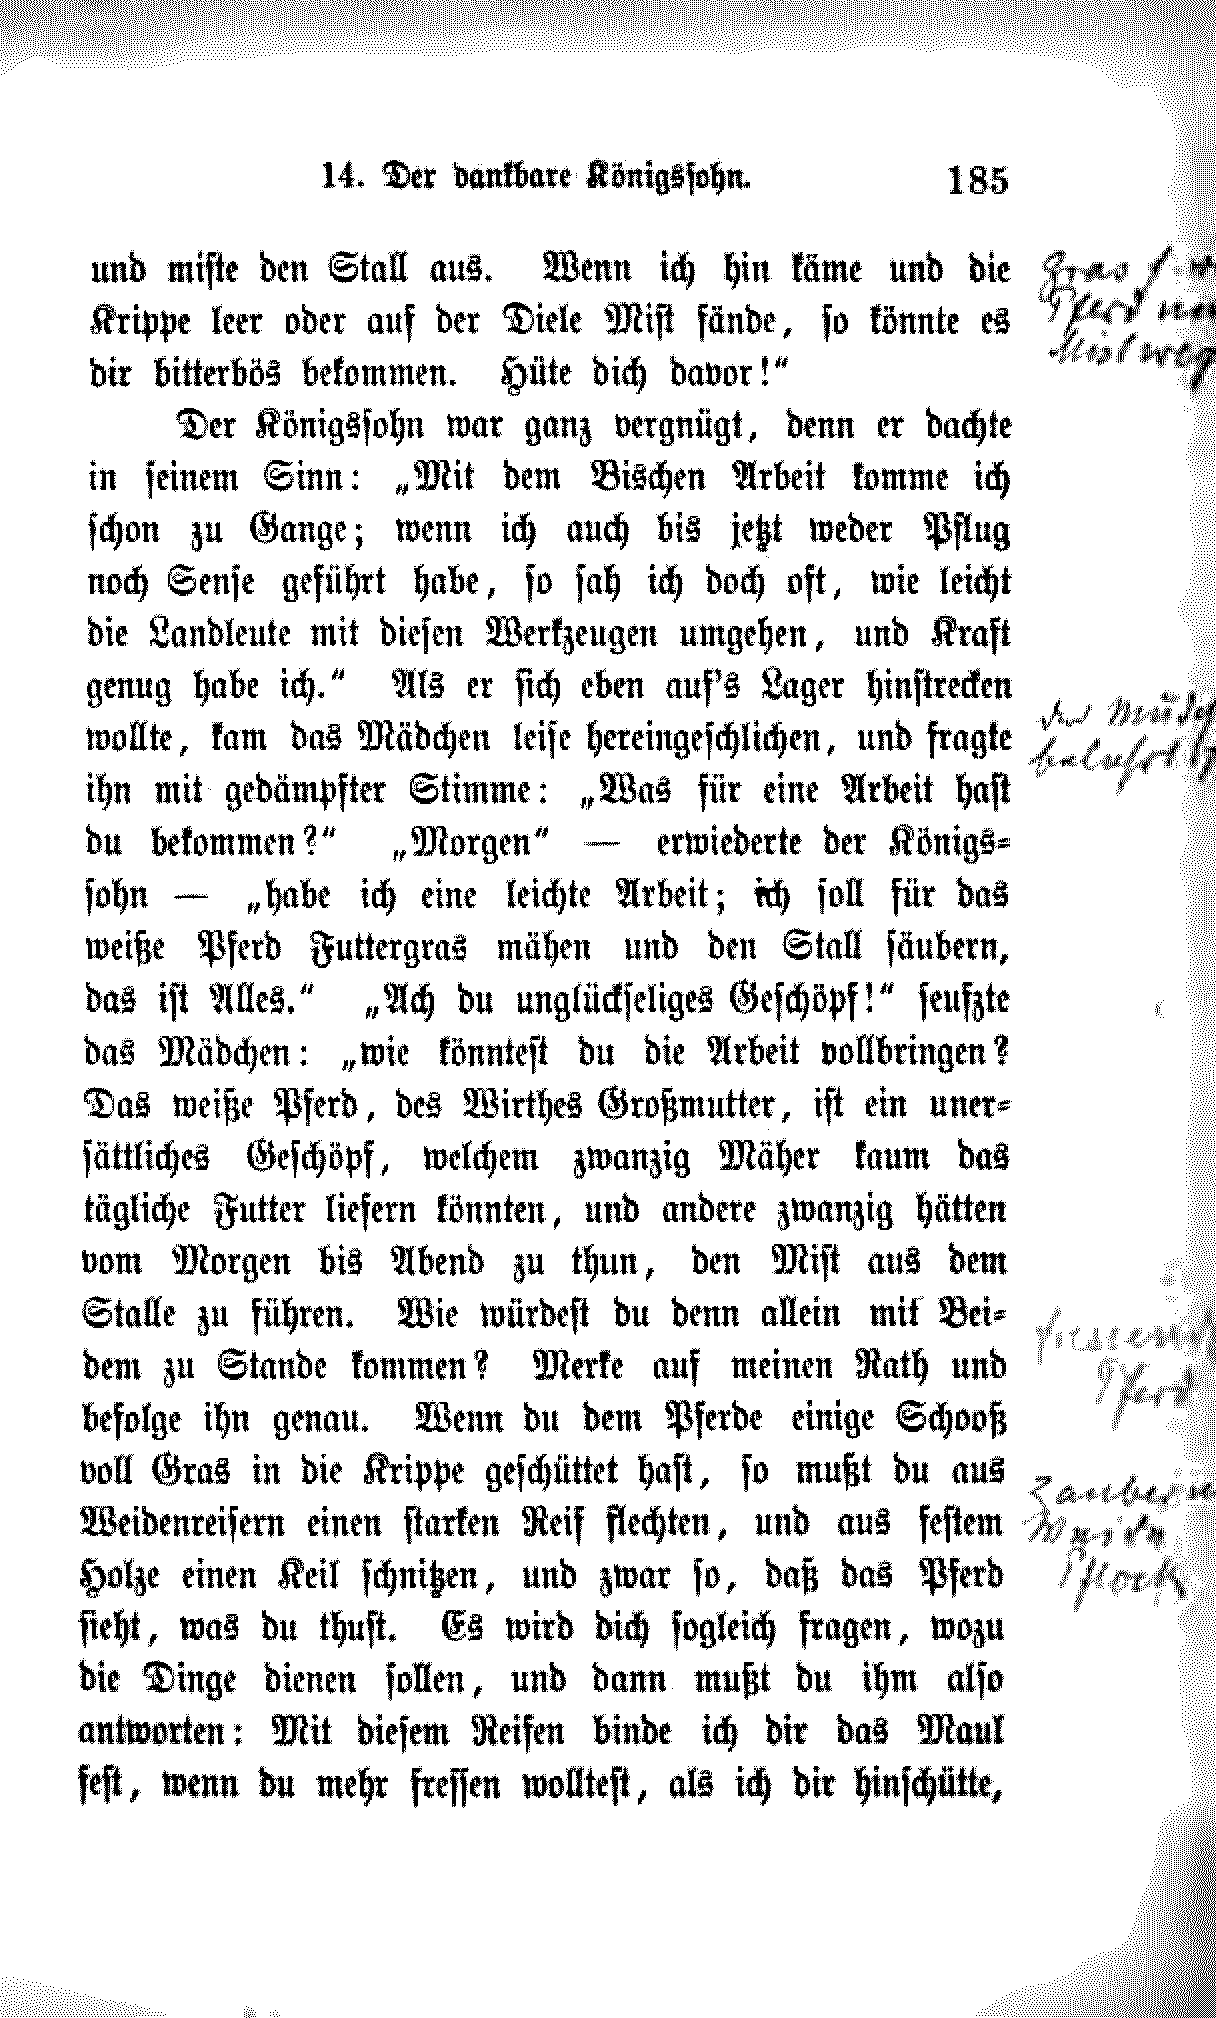 14. Der dankbare Königssohn. 185
und miste den Stall aus. Wenn ich hin käme und die
Krippe leer oder auf der Diele Mist fände, so könnte es
dir bitterbös bekommen. Hüte dich davor!“
Der Königssohn war ganz vergnügt, denn er dachte
in seinem Sinn: „Mit dem Bischen Arbeit komme ich
schon zu Gange; wenn ich auch bis jetzt weder Pflug
noch Sense geführt habe, so sah ich doch oft, wie leicht
die Landleute mit diesen Werkzeugen umgehen, und Kraft
genug habe ich.“ Als er sich eben auf's Lager hinstrecken
wollte, kam das Mädchen leise hereingeschlichen, und fragte
ihn mit gedämpfter Stimme: „Was für eine Arbeit hast
du bekommen?“ „Morgen“ — erwiederte der Königs-
sohn — „habe ich eine leichte Arbeit; ich soll für das
weiße Pferd Futtergras mähen und den Stall säubern,
das ist Alles.“ „Ach du unglückseliges Geschöpf!“ seufzte
das Mädchen: „wie könntest du die Arbeit vollbringen?
Das weiße Pferd, des Wirthes Großmutter, ist ein uner-
sättliches Geschöpf, welchem zwanzig Mäher kaum das
tägliche Futter liefern könnten, und andere zwanzig hätten
vom Morgen bis Abend zu thun, den Mist aus dem
Stalle zu führen. Wie würdest du denn allein mit Bei-
dem zu Stande kommen? Merke auf meinen Rath und
befolge ihn genau. Wenn du dem Pferde einige Schooß
voll Gras in die Krippe geschüttet hast, so mußt du aus
Weidenreisern einen starken Reif flechten, und aus festem
Holze einen Keil schnitzen, und zwar so, daß das Pferd
sieht, was du thust. Es wird dich sogleich fragen, wozu
die Dinge dienen sollen, und dann mußt du ihm also
antworten: Mit diesem Reifen binde ich dir das Maul
fest, wenn du mehr fressen wolltest, als ich dir hinschütte,
Gras
Pferd
Mist weg
Pferd